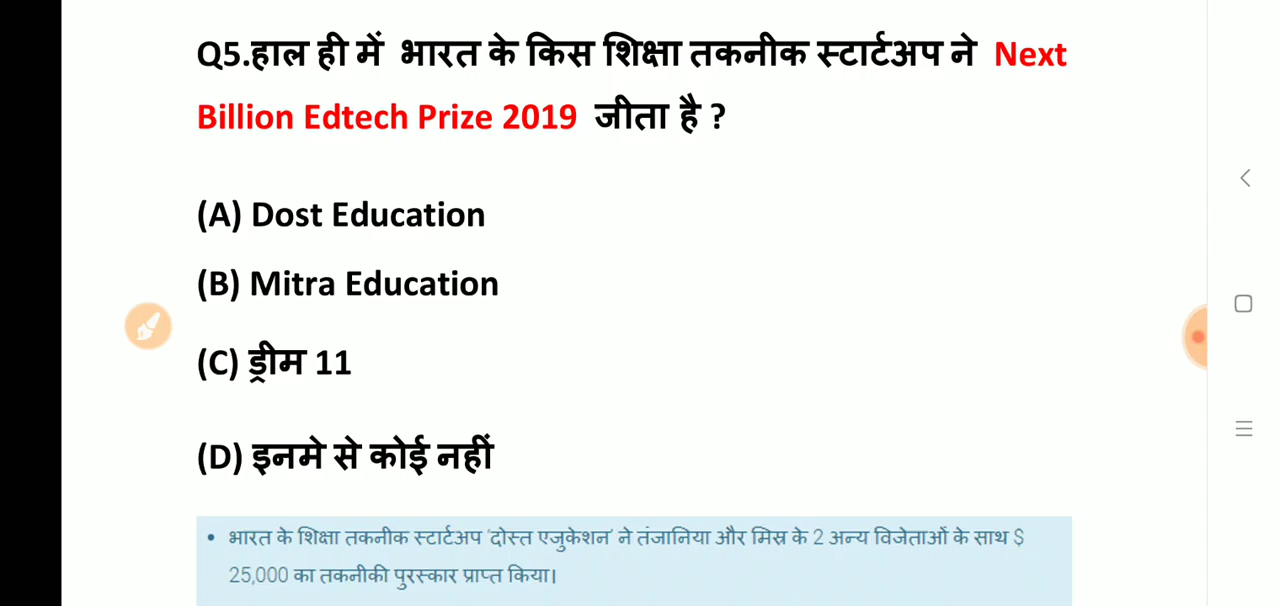 Q5.हाल ही में भारत के किस शिक्षा तकनीक स्टार्टअप ने Next
Billion Edtech Prize 2019 जीता है ?
(A) Dost Education
(B) Mitra Education
(C) ड्रीम 11
(D) इनमे से कोई नहीं
• भारत के शिक्षा तकनीक स्टार्टअप 'दोस्त एजुकेशन' ने तंजानिया और मिस्र के 2 अन्य विजेताओं के साथ $
25,000 का तकनीकी पुरस्कार प्राप्त किया।